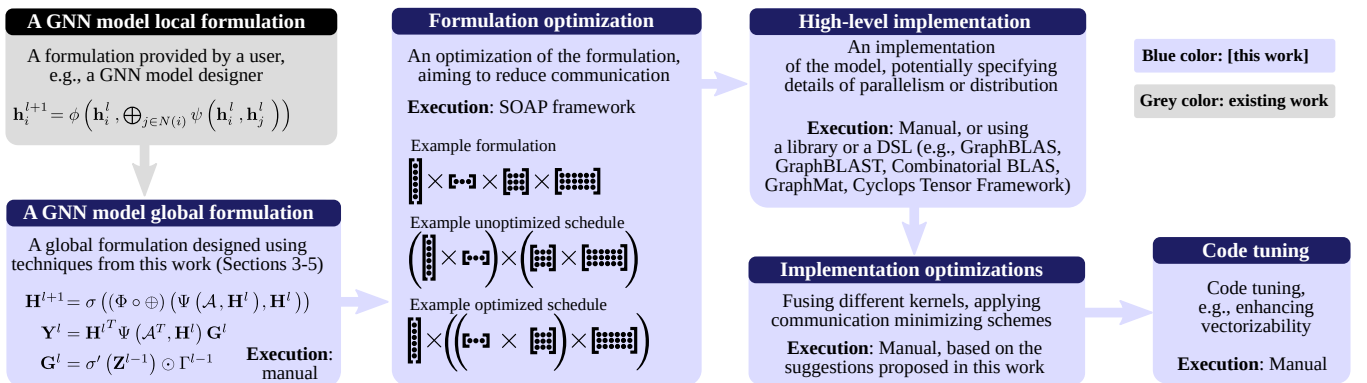 A GNN model local formulation
A formulation provided by a user,
e.g., a GNN model designer
h_i^{l+1} = ϕ ( h_i^l , ⨁_{j∈N(i)} ψ ( h_i^l , h_j^l ) )
A GNN model global formulation
A global formulation designed using
techniques from this work (Sections 3-5)
H^{l+1} = σ ((Φ ∘ ⊕) (Ψ (𝒜, H^l), H^l))
Y^l = H^{l^T} Ψ (𝒜^T, H^l) G^l
G^l = σ′ (Z^{l−1}) ⊙ Γ^{l−1}
Execution:
manual
Formulation optimization
An optimization of the formulation,
aiming to reduce communication
Execution: SOAP framework
Example formulation
Example unoptimized schedule
Example optimized schedule
High-level implementation
An implementation
of the model, potentially specifying
details of parallelism or distribution
Execution: Manual, or using
a library or a DSL (e.g., GraphBLAS,
GraphBLAST, Combinatorial BLAS,
GraphMat, Cyclops Tensor Framework)
Implementation optimizations
Fusing different kernels, applying
communication minimizing schemes
Execution: Manual, based on the
suggestions proposed in this work
Blue color: [this work]
Grey color: existing work
Code tuning
Code tuning,
e.g., enhancing
vectorizability
Execution: Manual